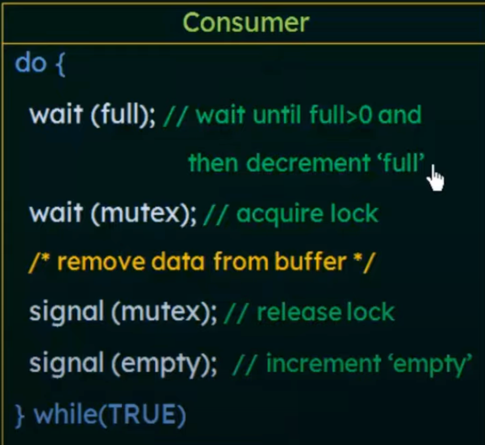 Consumer
do {
wait (full); // wait until full>0 and
then decrement ‘full’
wait (mutex); // acquire lock
/* remove data from buffer */
signal (mutex); // release lock
signal (empty); // increment ‘empty’
} while(TRUE)